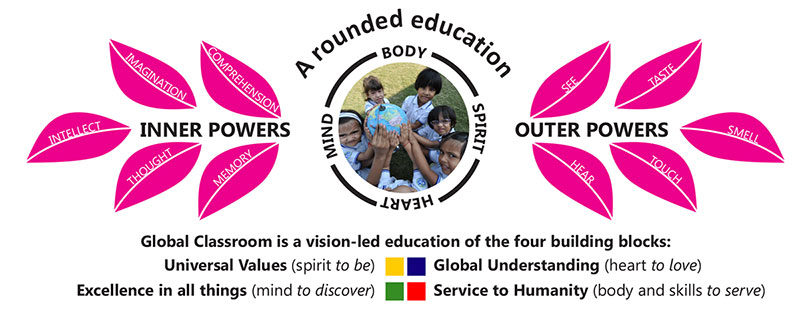 A rounded education
BODY
MIND
SPIRIT
HEART
IMAGINATION
COMPREHENSION
INTELLECT
INNER POWERS
THOUGHT
MEMORY
SEE
TASTE
OUTER POWERS
SMELL
HEAR
TOUCH
Global Classroom is a vision-led education of the four building blocks:
Universal Values (spirit to be) Global Understanding (heart to love)
Excellence in all things (mind to discover) Service to Humanity (body and skills to serve)